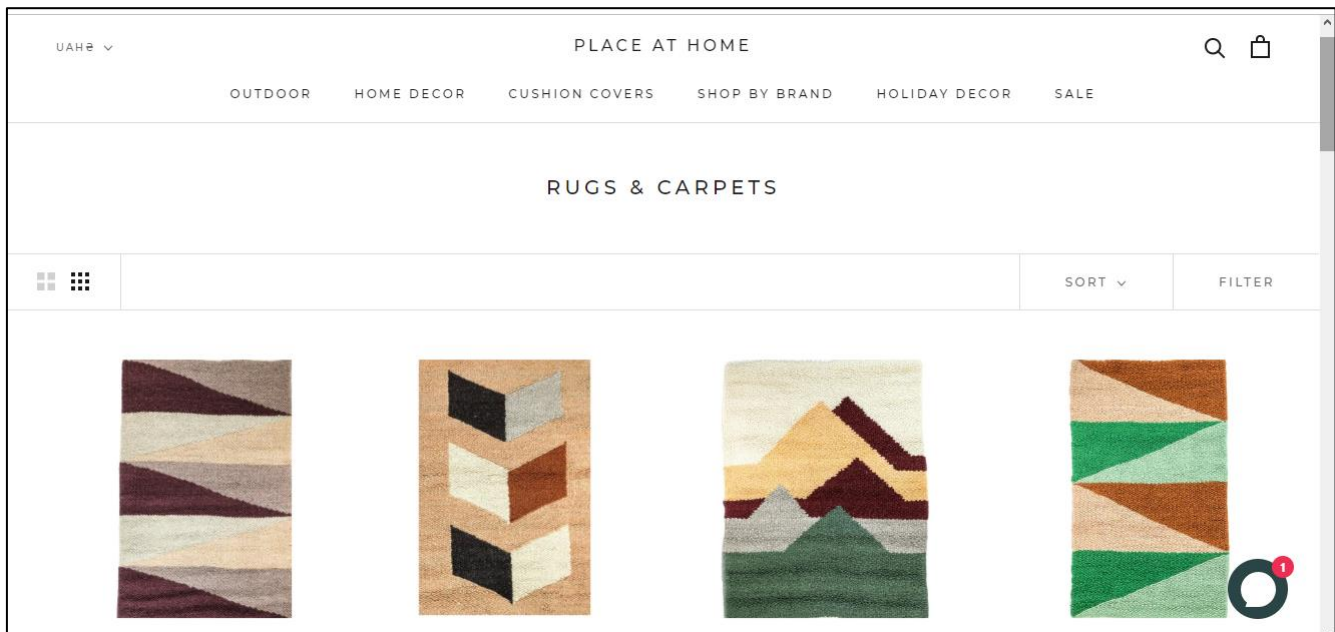 UAH₴
PLACE AT HOME
OUTDOOR HOME DECOR CUSHION COVERS SHOP BY BRAND HOLIDAY DECOR SALE
RUGS & CARPETS
SORT FILTER
1